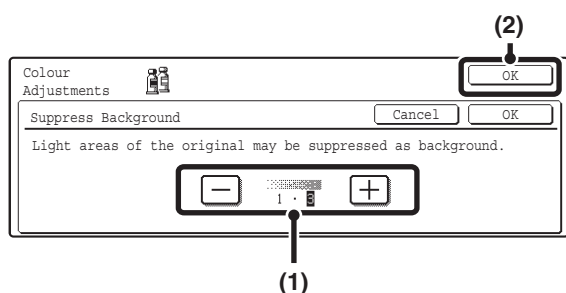 (2)
Colour
Adjustments
OK
Suppress Background
Cancel
OK
Light areas of the original may be suppressed as background.
1 · 3
(1)